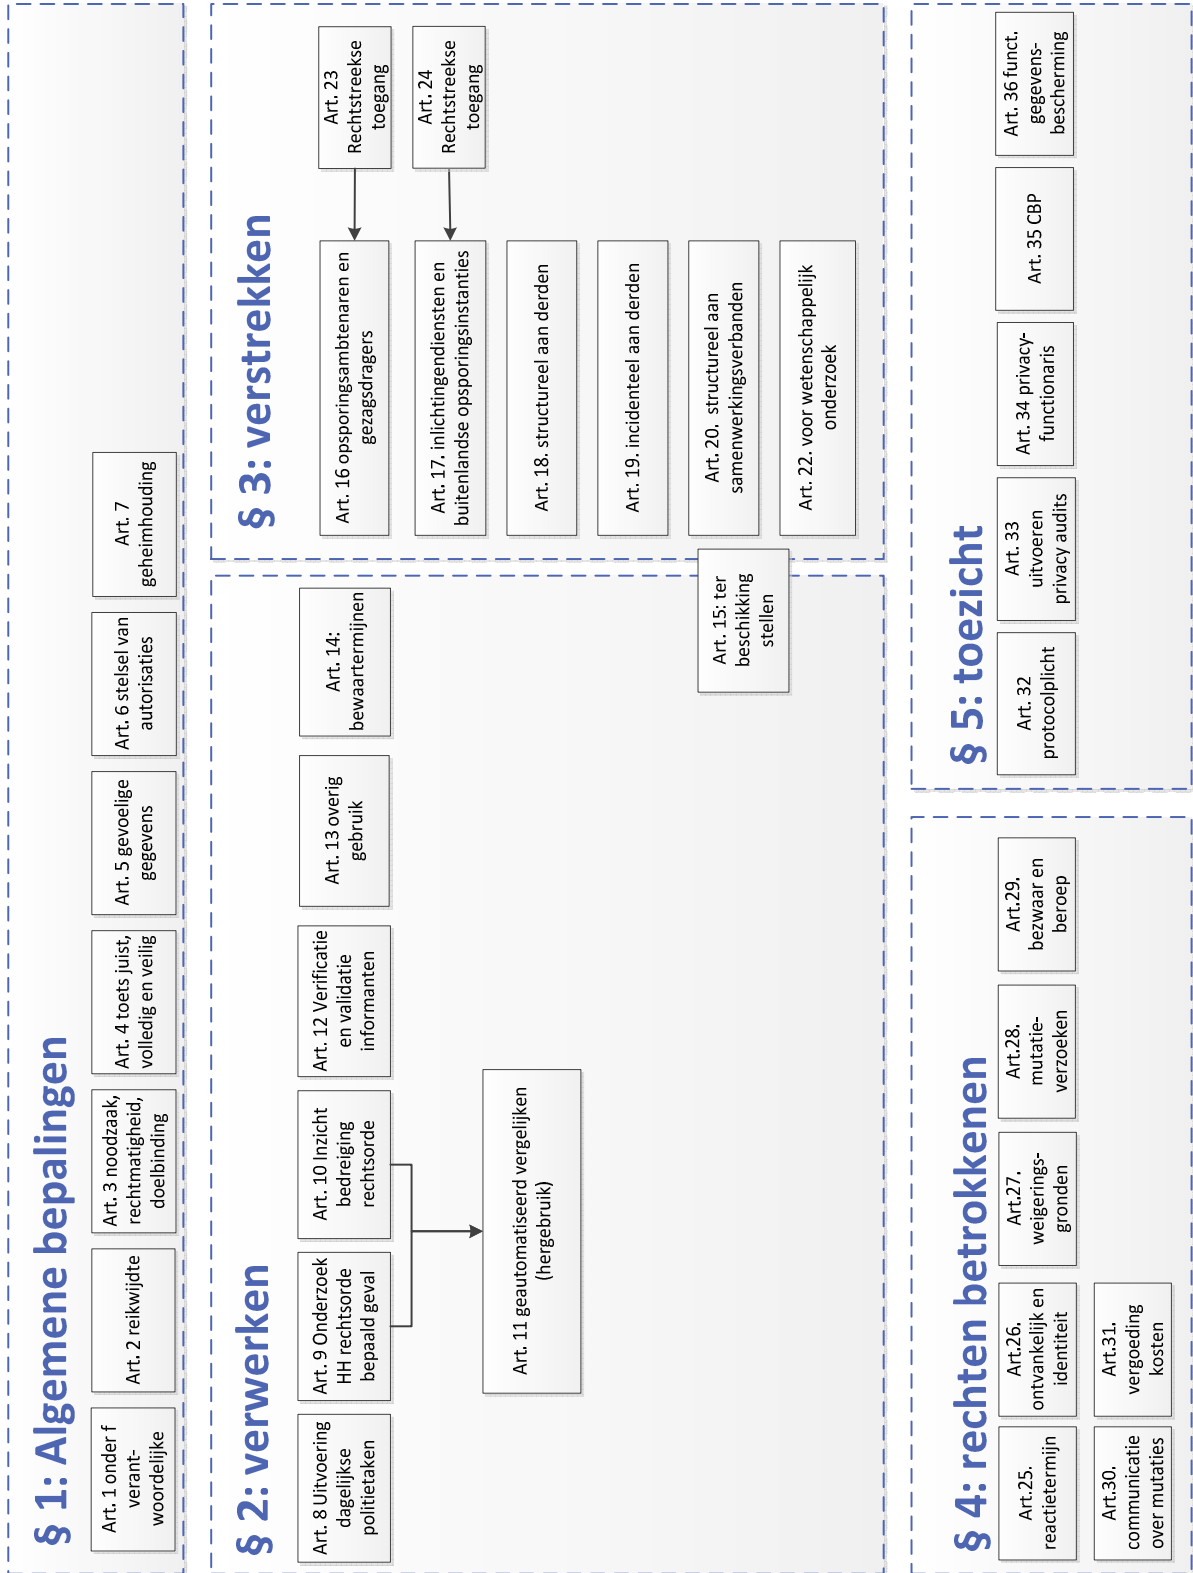 § 1: Algemene bepalingen
Art. 1 onder f
verant-
woordelijke
Art. 2 reikwijdte
Art. 3 noodzaak,
rechtmatigheid,
doelbinding
Art. 4 toets juist,
volledig en veilig
Art. 5 gevoelige
gegevens
Art. 6 stelsel van
autorisaties
Art. 7
geheimhouding
§ 2: verwerken
Art. 8 Uitvoering
dagelijkse
politietaken
Art. 9 Onderzoek
HH rechtsorde
bepaald geval
Art. 10 Inzicht
bedreiging
rechtsorde
Art. 12 Verificatie
en validatie
informanten
Art. 13 overig
gebruik
Art. 14:
bewaartermijnen
Art. 11 geautomatiseerd vergelijken
(hergebruik)
Art. 15: ter
beschikking
stellen
§ 3: verstrekken
Art. 16 opsporingsambtenaren en
gezagsdragers
Art. 23
Rechtstreekse
toegang
Art. 17. inlichtingendiensten en
buitenlandse opsporingsinstanties
Art. 24
Rechtstreekse
toegang
Art. 18. structureel aan derden
Art. 19. incidenteel aan derden
Art. 20. structureel aan
samenwerkingsverbanden
Art. 22. voor wetenschappelijk
onderzoek
§ 4: rechten betrokkenen
Art.25.
reactietermijn
Art.26.
ontvankelijk en
identiteit
Art.27.
weigerings-
gronden
Art.28.
mutatie-
verzoeken
Art.29.
bezwaar en
beroep
Art.30.
communicatie
over mutaties
Art.31.
vergoeding
kosten
§ 5: toezicht
Art. 32
protocolplicht
Art. 33
uitvoeren
privacy audits
Art. 34 privacy-
functionaris
Art. 35 CBP
Art. 36 funct.
gegevens-
bescherming